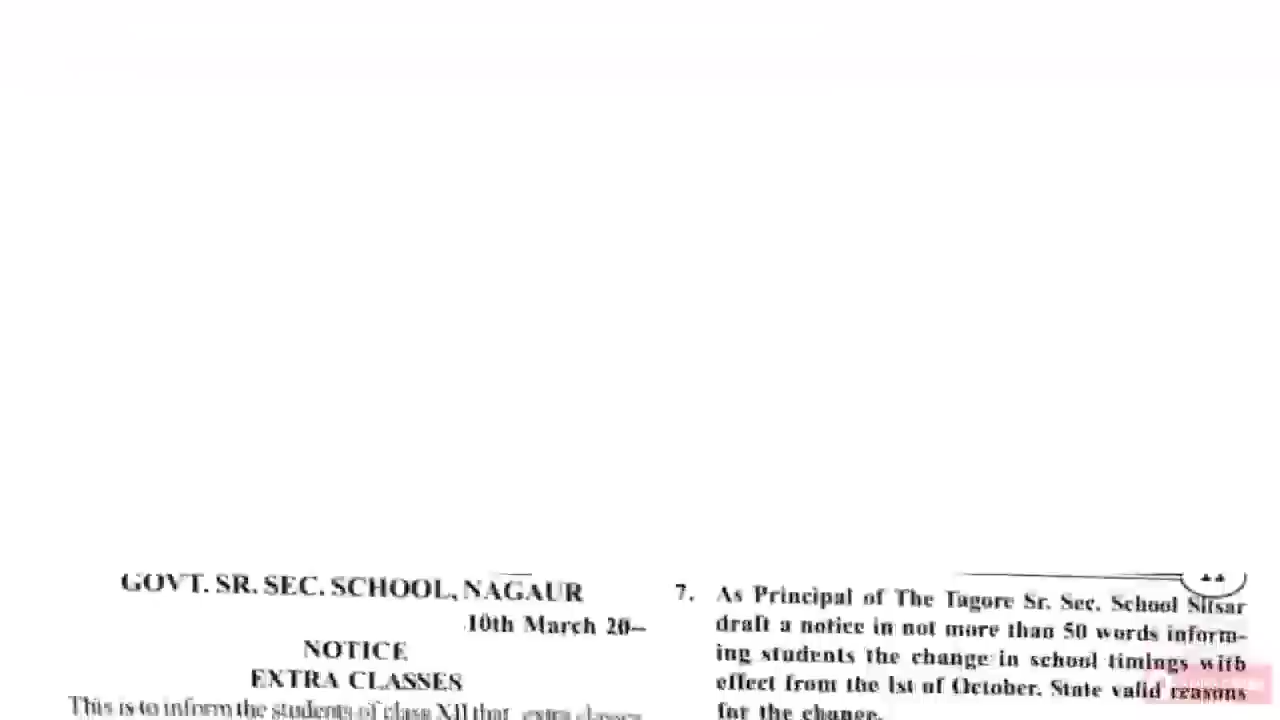 GOVT. SR. SEC. SCHOOL, NAGAUR
10th March 20–
NOTICE
EXTRA CLASSES
This is to inform the students of class XII that extra classes
7. As Principal of The Tagore Sr. Sec. School Sitsar
draft a notice in not more than 50 words inform-
ing students the change in school timings with
effect from the 1st of October. State valid reasons
for the change.